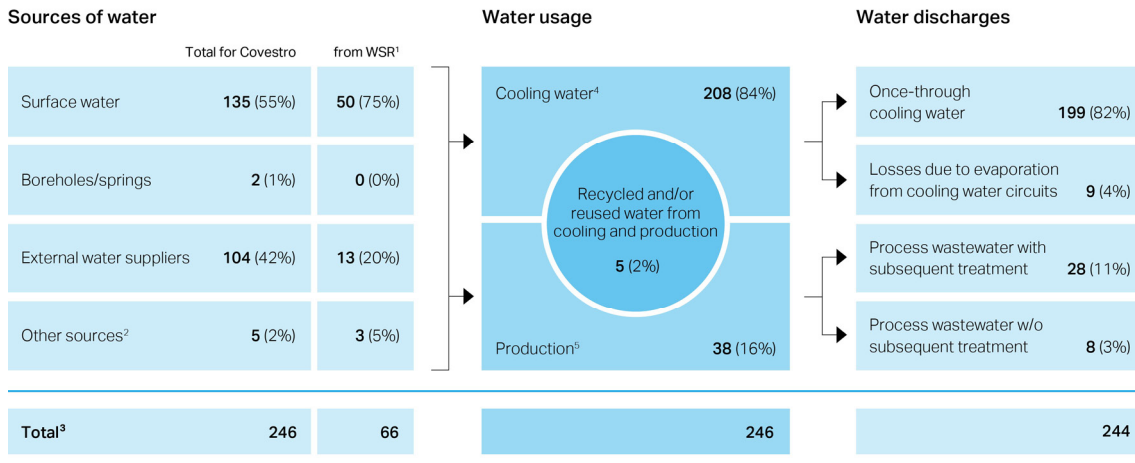 Sources of water
Total for Covestro from WSR¹
Surface water 135 (55%) 50 (75%)
Boreholes/springs 2 (1%) 0 (0%)
External water suppliers 104 (42%) 13 (20%)
Other sources² 5 (2%) 3 (5%)
Total³ 246 66
Water usage
Cooling water⁴ 208 (84%)
Recycled and/or
reused water from
cooling and production
5 (2%)
Production⁵ 38 (16%)
246
Water discharges
Once-through
cooling water 199 (82%)
Losses due to evaporation
from cooling water circuits 9 (4%)
Process wastewater with
subsequent treatment 28 (11%)
Process wastewater w/o
subsequent treatment 8 (3%)
244